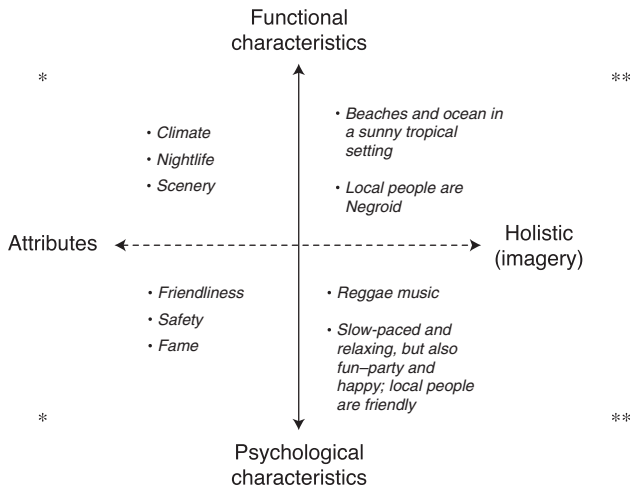 Functional
characteristics
*
**
• Climate
• Nightlife
• Scenery
• Beaches and ocean in
a sunny tropical
setting
• Local people are
Negroid
Attributes
Holistic
(imagery)
• Friendliness
• Safety
• Fame
• Reggae music
• Slow-paced and
relaxing, but also
fun–party and
happy; local people
are friendly
*
**
Psychological
characteristics